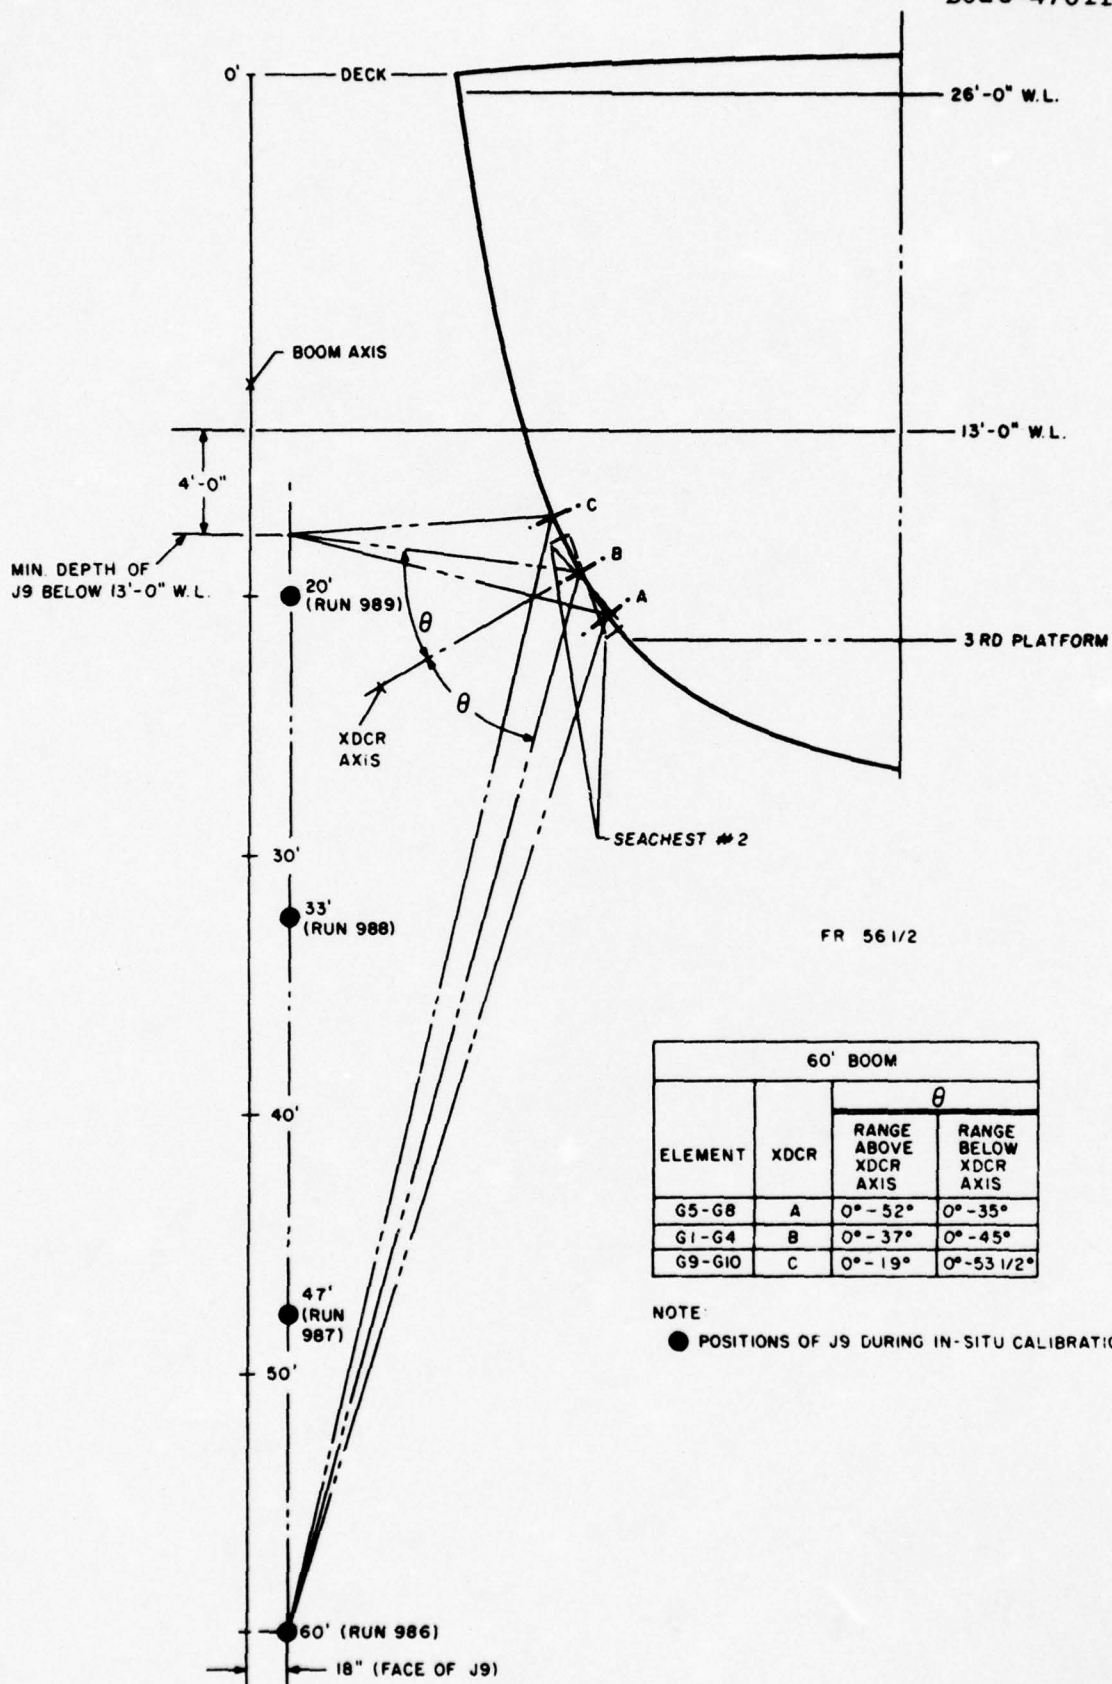 0'
DECK
26'-0" W.L.
BOOM AXIS
13'-0" W.L.
4'-0"
C
MIN. DEPTH OF
J9 BELOW 13'-0" W.L.
B
20'
(RUN 989)
A
θ
3 RD PLATFORM
θ
XDCR
AXIS
SEACHEST #2
30'
33'
(RUN 988)
FR 56 1/2
60' BOOM
θ
ELEMENT
XDCR
RANGE
ABOVE
XDCR
AXIS
RANGE
BELOW
XDCR
AXIS
G5-G8 A 0°-52° 0°-35°
G1-G4 B 0°-37° 0°-45°
G9-G10 C 0°-19° 0°-53 1/2°
40'
NOTE:
POSITIONS OF J9 DURING IN-SITU CALIBRATIO
47'
(RUN
987)
50'
60' (RUN 986)
18" (FACE OF J9)